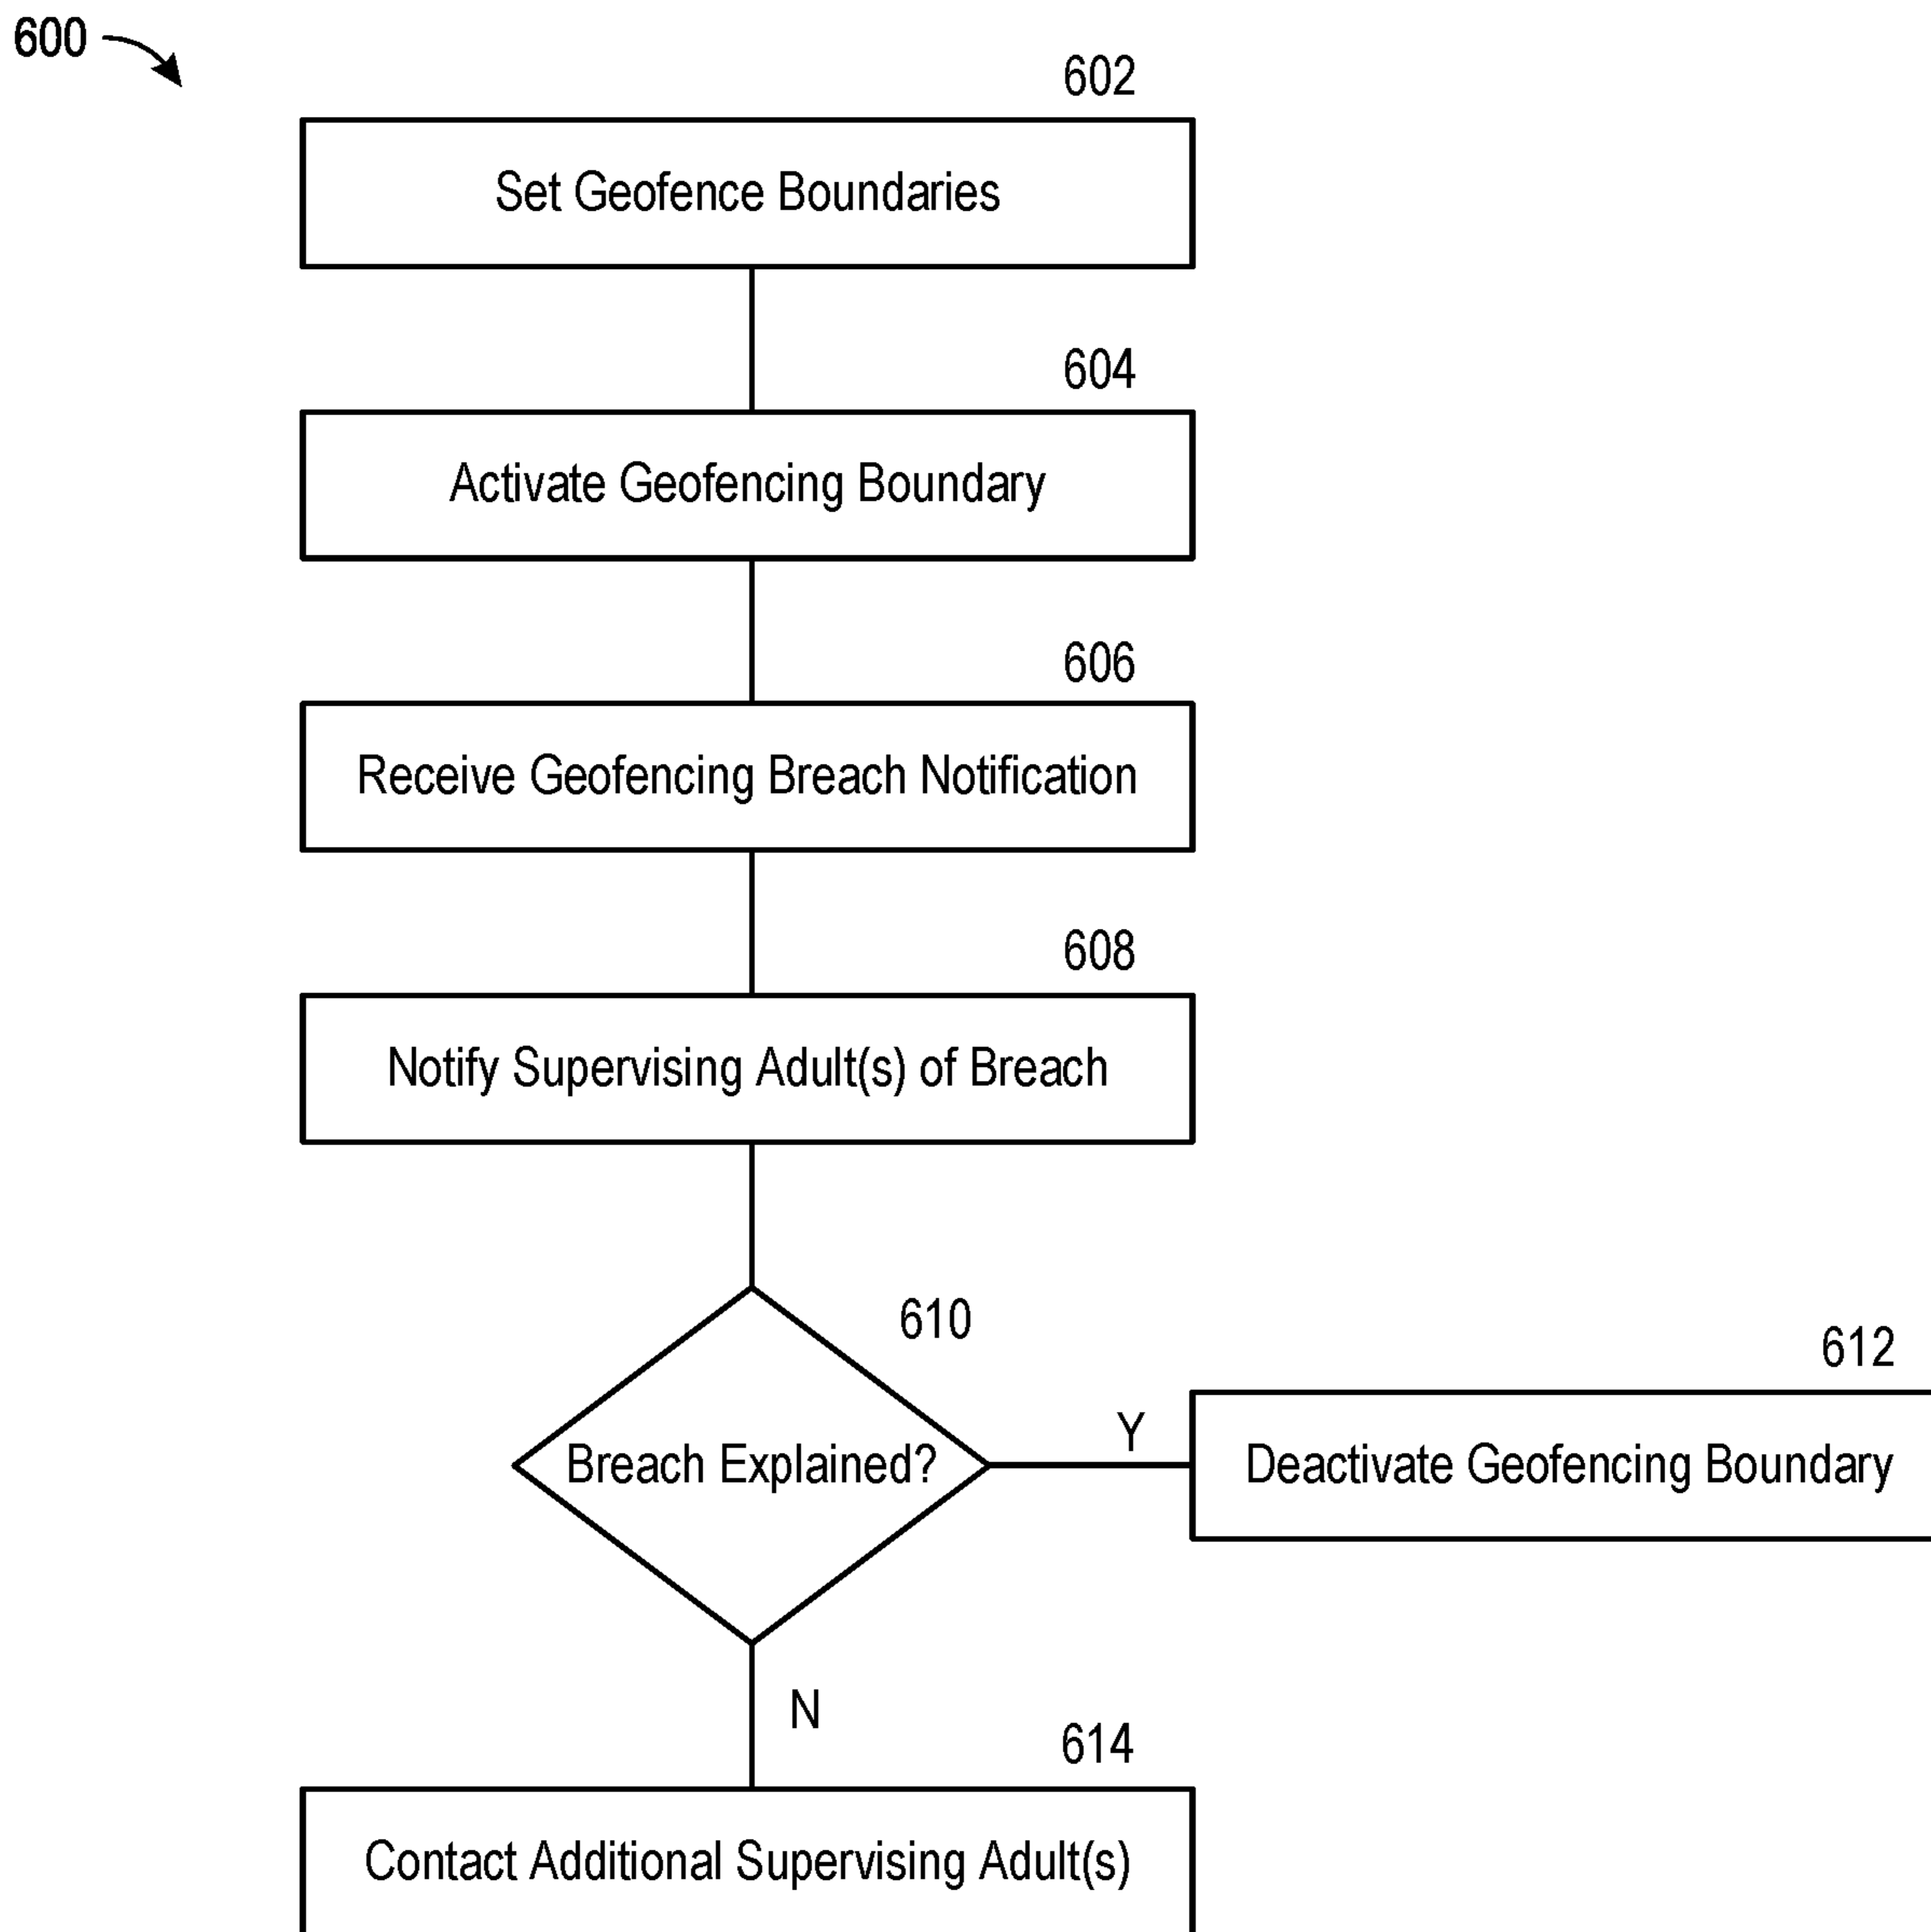 600
602
Set Geofence Boundaries
604
Activate Geofencing Boundary
606
Receive Geofencing Breach Notification
608
Notify Supervising Adult(s) of Breach
610
Breach Explained?
Y
612
Deactivate Geofencing Boundary
N
614
Contact Additional Supervising Adult(s)